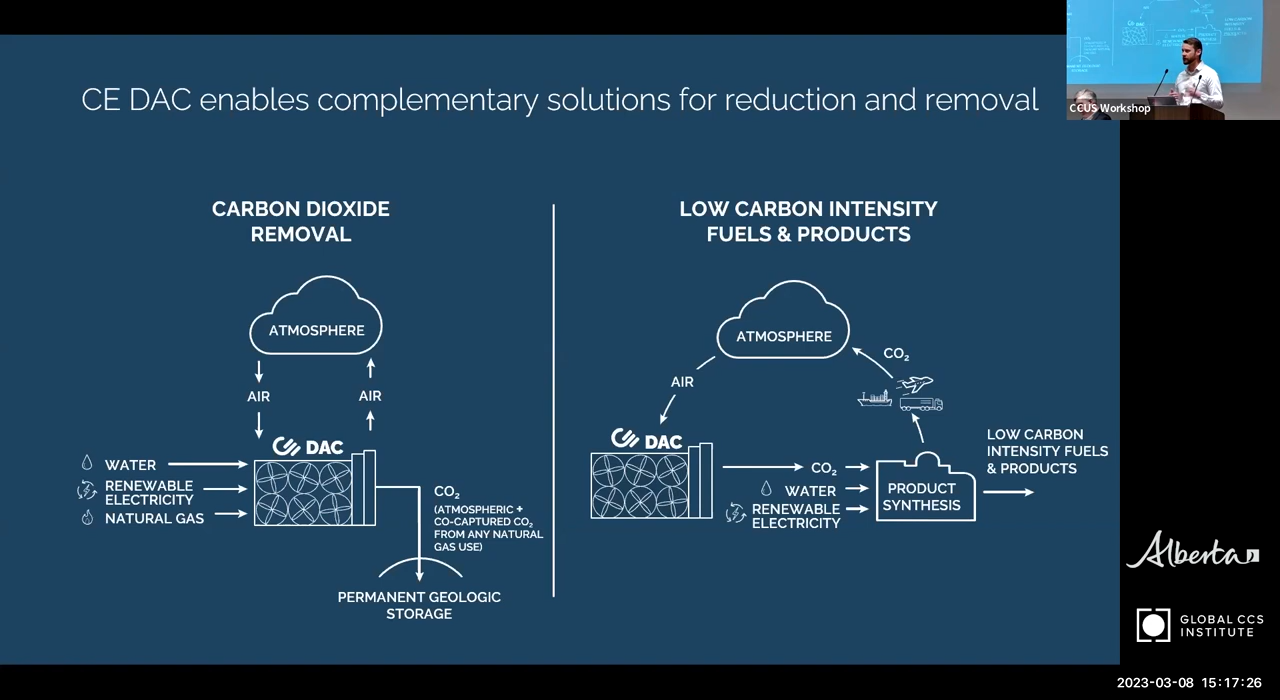 CE DAC enables complementary solutions for reduction and removal
CCUS Workshop
CARBON DIOXIDE
REMOVAL
ATMOSPHERE
AIR
AIR
DAC
WATER
RENEWABLE
ELECTRICITY
NATURAL GAS
CO₂
(ATMOSPHERIC +
CO-CAPTURED CO₂
FROM ANY NATURAL
GAS USE)
PERMANENT GEOLOGIC
STORAGE
LOW CARBON INTENSITY
FUELS & PRODUCTS
ATMOSPHERE
CO₂
AIR
DAC
CO₂
WATER
RENEWABLE
ELECTRICITY
PRODUCT
SYNTHESIS
LOW CARBON
INTENSITY FUELS
& PRODUCTS
Alberta
GLOBAL CCS
INSTITUTE
2023-03-08 15:17:26